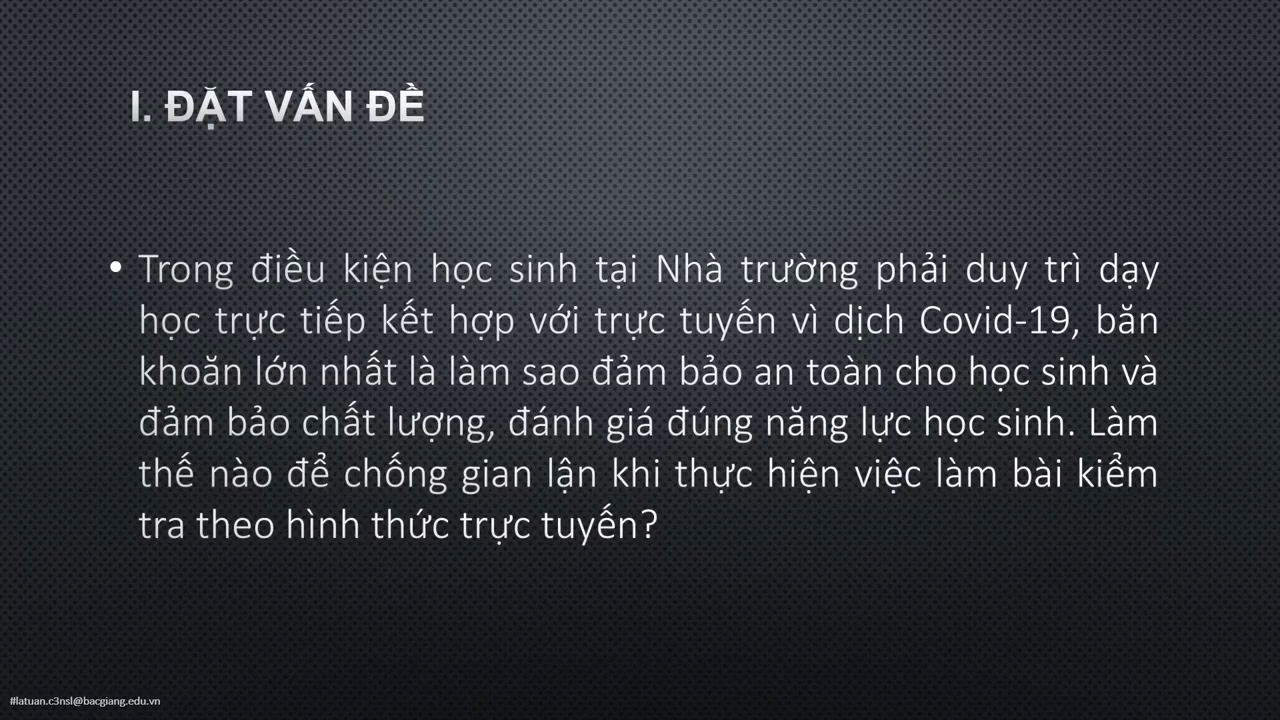 I. ĐẶT VẤN ĐỀ
• Trong điều kiện học sinh tại Nhà trường phải duy trì dạy
học trực tiếp kết hợp với trực tuyến vì dịch Covid-19, băn
khoăn lớn nhất là làm sao đảm bảo an toàn cho học sinh và
đảm bảo chất lượng, đánh giá đúng năng lực học sinh. Làm
thế nào để chống gian lận khi thực hiện việc làm bài kiểm
tra theo hình thức trực tuyến?
#latuan.c3nsl@bacgiang.edu.vn